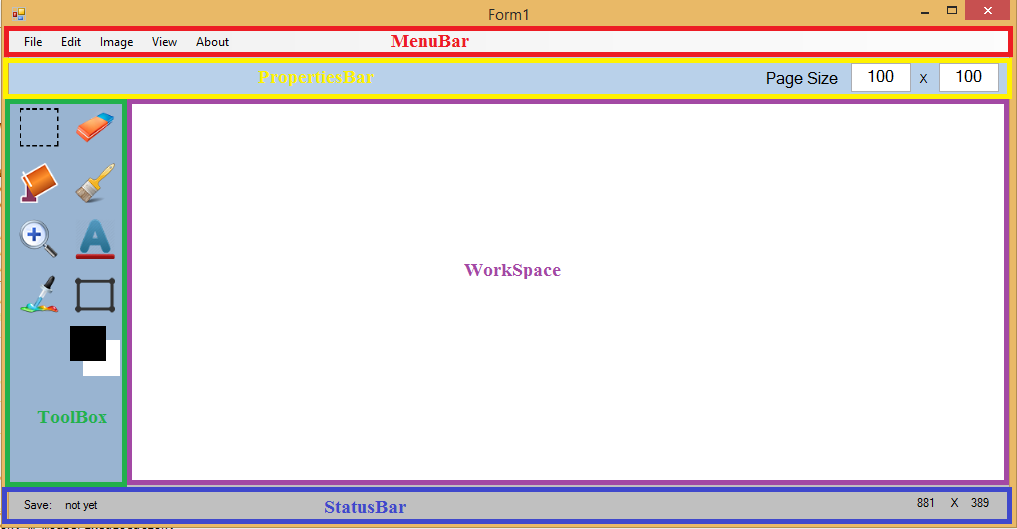 Form1
File Edit Image View About MenuBar
PropertiesBar Page Size 100 x 100
A
WorkSpace
ToolBox
Save: not yet StatusBar 881 X 389